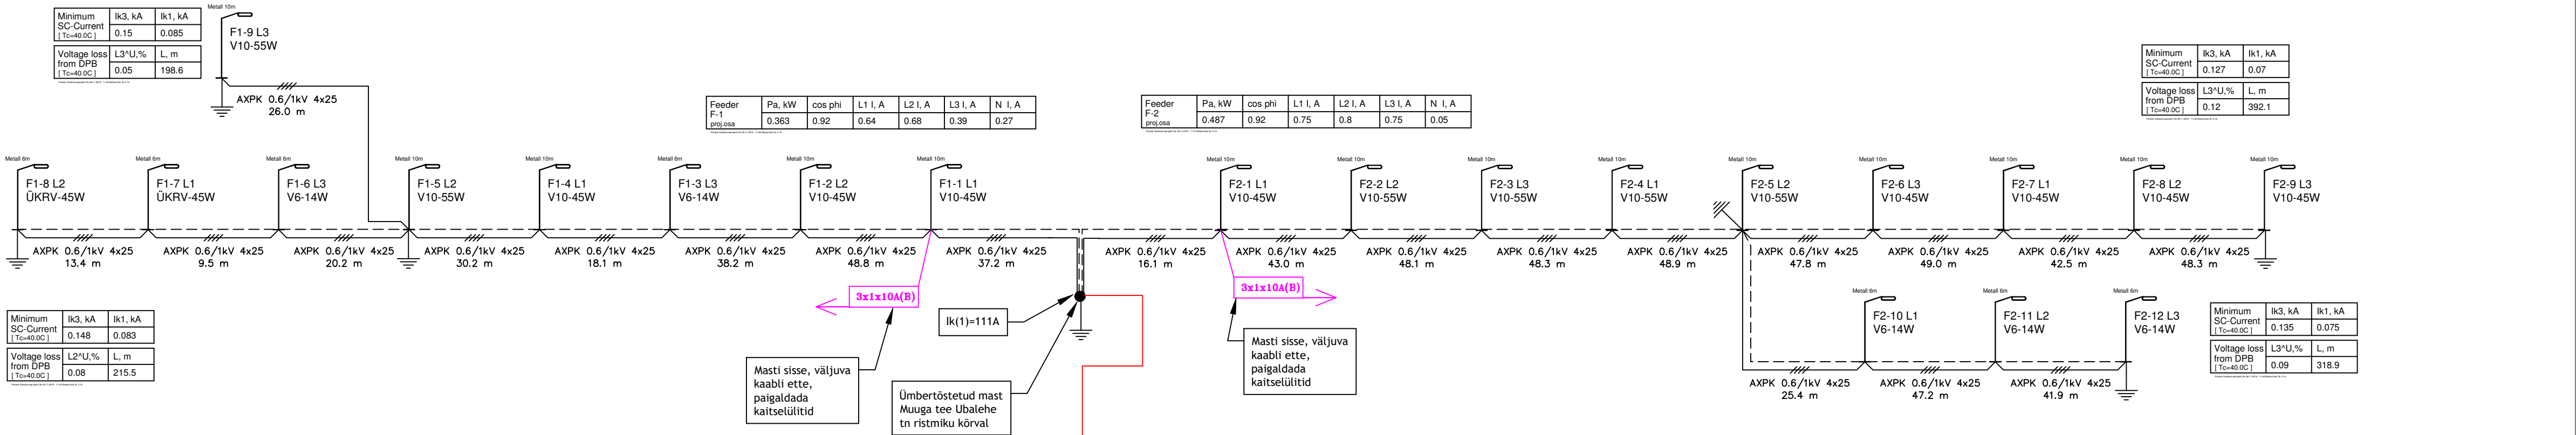 Metall 10m
F1-9 L3
V10-55W
Minimum
SC-Current
[ Tc=40.0C ]
Ik3, kA
Ik1, kA
0.15
0.085
Voltage loss
from DPB
[ Tc=40.0C ]
L3^U,%
L, m
0.05
198.6
AXPK 0.6/1kV 4x25
26.0 m
Feeder
F-1
proj.osa
Pa, kW
cos phi
L1 I, A
L2 I, A
L3 I, A
N I, A
0.363
0.92
0.64
0.68
0.39
0.27
Feeder
F-2
proj.osa
Pa, kW
cos phi
L1 I, A
L2 I, A
L3 I, A
N I, A
0.487
0.92
0.75
0.8
0.75
0.05
Minimum
SC-Current
[ Tc=40.0C ]
Ik3, kA
Ik1, kA
0.127
0.07
Voltage loss
from DPB
[ Tc=40.0C ]
L3^U,%
L, m
0.12
392.1
Metall 6m
F1-8 L2
ÜKRV-45W
Metall 6m
F1-7 L1
ÜKRV-45W
Metall 6m
F1-6 L3
V6-14W
Metall 10m
F1-5 L2
V10-55W
Metall 10m
F1-4 L1
V10-45W
Metall 6m
F1-3 L3
V6-14W
Metall 10m
F1-2 L2
V10-45W
Metall 10m
F1-1 L1
V10-45W
Metall 10m
F2-1 L1
V10-45W
Metall 10m
F2-2 L2
V10-55W
Metall 10m
F2-3 L3
V10-55W
Metall 10m
F2-4 L1
V10-55W
Metall 10m
F2-5 L2
V10-55W
Metall 10m
F2-6 L3
V10-45W
Metall 10m
F2-7 L1
V10-45W
Metall 10m
F2-8 L2
V10-45W
Metall 10m
F2-9 L3
V10-45W
AXPK 0.6/1kV 4x25
13.4 m
AXPK 0.6/1kV 4x25
9.5 m
AXPK 0.6/1kV 4x25
20.2 m
AXPK 0.6/1kV 4x25
30.2 m
AXPK 0.6/1kV 4x25
18.1 m
AXPK 0.6/1kV 4x25
38.2 m
AXPK 0.6/1kV 4x25
48.8 m
AXPK 0.6/1kV 4x25
37.2 m
AXPK 0.6/1kV 4x25
16.1 m
AXPK 0.6/1kV 4x25
43.0 m
AXPK 0.6/1kV 4x25
48.1 m
AXPK 0.6/1kV 4x25
48.3 m
AXPK 0.6/1kV 4x25
48.9 m
AXPK 0.6/1kV 4x25
47.8 m
AXPK 0.6/1kV 4x25
49.0 m
AXPK 0.6/1kV 4x25
42.5 m
AXPK 0.6/1kV 4x25
48.3 m
3x1x10A(B)
3x1x10A(B)
Ik(1)=111A
Masti sisse, väljuva
kaabli ette,
paigaldada
kaitselülitid
Ümbertõstetud mast
Muuga tee Ubalehe
tn ristmiku kõrval
Masti sisse, väljuva
kaabli ette,
paigaldada
kaitselülitid
Minimum
SC-Current
[ Tc=40.0C ]
Ik3, kA
Ik1, kA
0.148
0.083
Voltage loss
from DPB
[ Tc=40.0C ]
L2^U,%
L, m
0.08
215.5
Metall 6m
F2-10 L1
V6-14W
Metall 6m
F2-11 L2
V6-14W
Metall 6m
F2-12 L3
V6-14W
AXPK 0.6/1kV 4x25
25.4 m
AXPK 0.6/1kV 4x25
47.2 m
AXPK 0.6/1kV 4x25
41.9 m
Minimum
SC-Current
[ Tc=40.0C ]
Ik3, kA
Ik1, kA
0.135
0.075
Voltage loss
from DPB
[ Tc=40.0C ]
L3^U,%
L, m
0.09
318.9